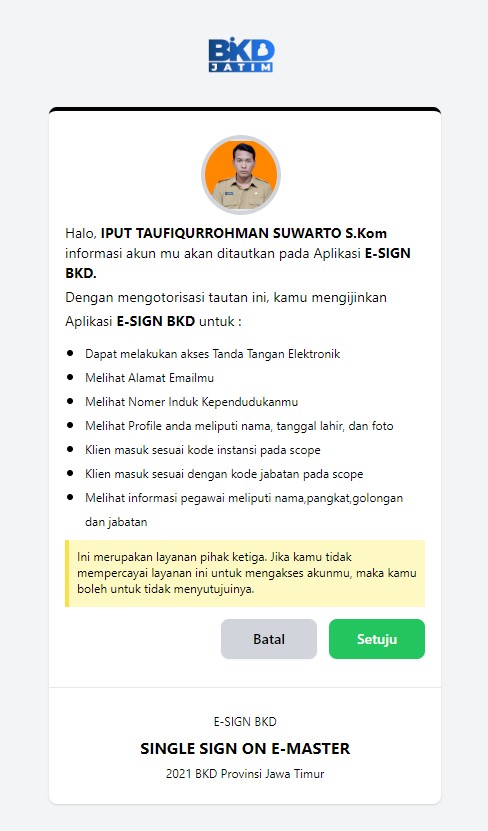 BKD
JATIM
Halo, IPUT TAUFIQURROHMAN SUWARTO S.Kom
informasi akun mu akan ditautkan pada Aplikasi E-SIGN
BKD.
Dengan mengotorisasi tautan ini, kamu mengijinkan
Aplikasi E-SIGN BKD untuk :
Dapat melakukan akses Tanda Tangan Elektronik
Melihat Alamat Emailmu
Melihat Nomer Induk Kependudukanmu
Melihat Profile anda meliputi nama, tanggal lahir, dan foto
Klien masuk sesuai kode instansi pada scope
Klien masuk sesuai dengan kode jabatan pada scope
Melihat informasi pegawai meliputi nama,pangkat,golongan
dan jabatan
Ini merupakan layanan pihak ketiga. Jika kamu tidak
mempercayai layanan ini untuk mengakses akunmu, maka kamu
boleh untuk tidak menyutujuinya.
Batal
Setuju
E-SIGN BKD
SINGLE SIGN ON E-MASTER
2021 BKD Provinsi Jawa Timur